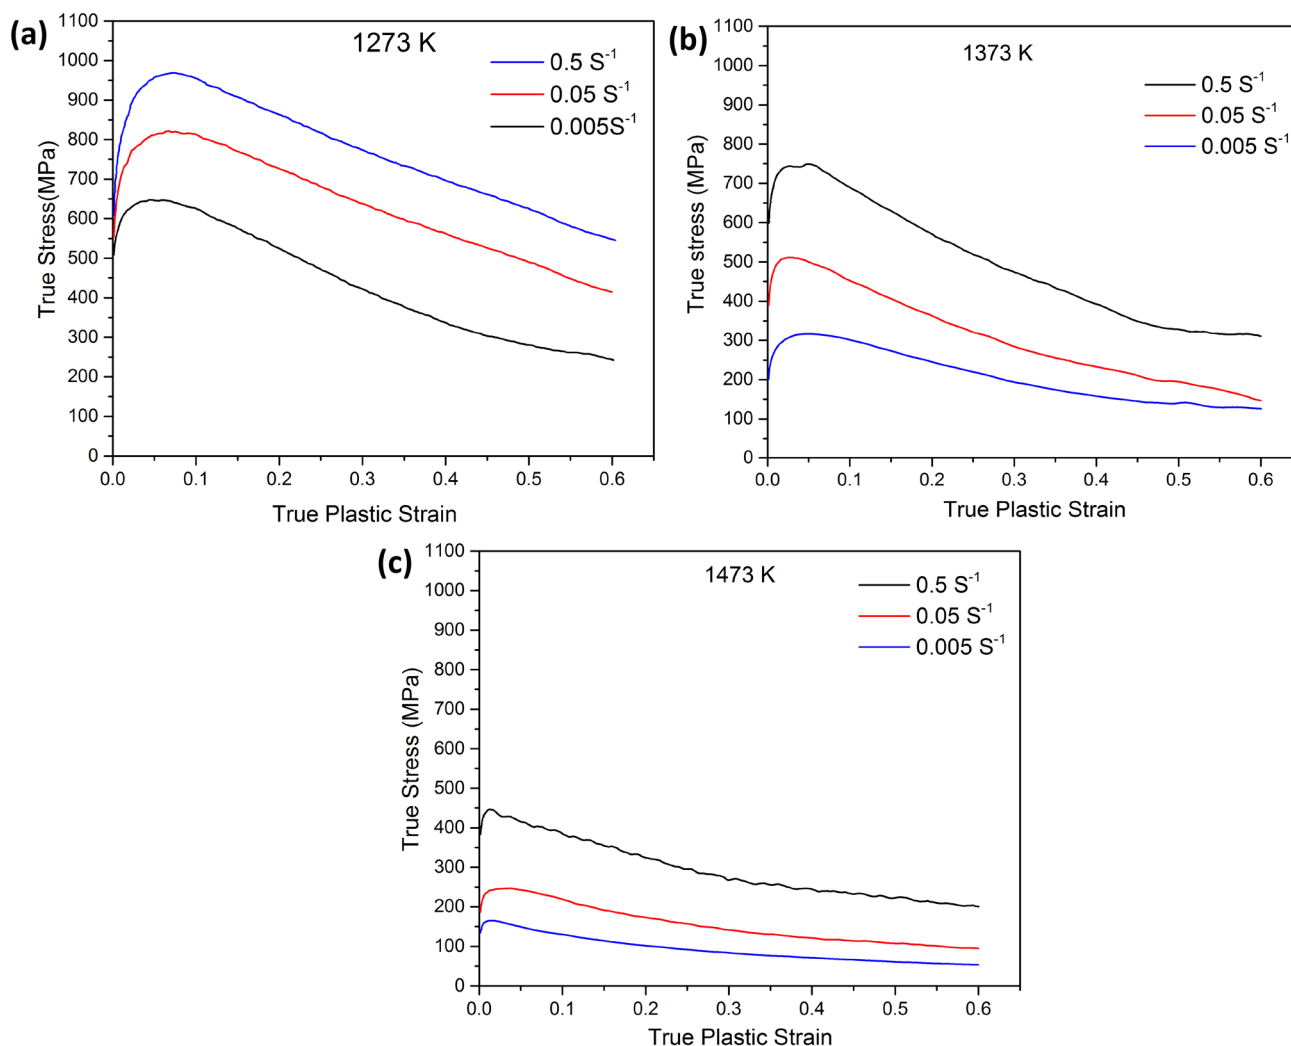 (a)
1273 K
0.5 S⁻¹
0.05 S⁻¹
0.005S⁻¹
True Stress(MPa)
1100
1000
900
800
700
600
500
400
300
200
100
0
0.0 0.1 0.2 0.3 0.4 0.5 0.6
True Plastic Strain
(b)
1373 K
0.5 S⁻¹
0.05 S⁻¹
0.005 S⁻¹
True stress (MPa)
1100
1000
900
800
700
600
500
400
300
200
100
0
0.0 0.1 0.2 0.3 0.4 0.5 0.6
True Plastic Strain
(c)
1473 K
0.5 S⁻¹
0.05 S⁻¹
0.005 S⁻¹
True Stress (MPa)
1100
1000
900
800
700
600
500
400
300
200
100
0
0.0 0.1 0.2 0.3 0.4 0.5 0.6
True Plastic Strain